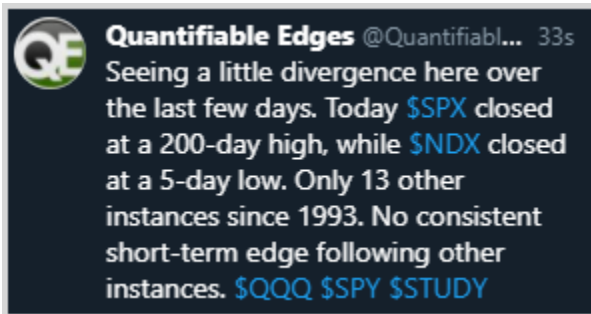 QE
Quantifiable Edges @Quantifiabl... 33s
Seeing a little divergence here over
the last few days. Today $SPX closed
at a 200-day high, while $NDX closed
at a 5-day low. Only 13 other
instances since 1993. No consistent
short-term edge following other
instances. $QQQ $SPY $STUDY